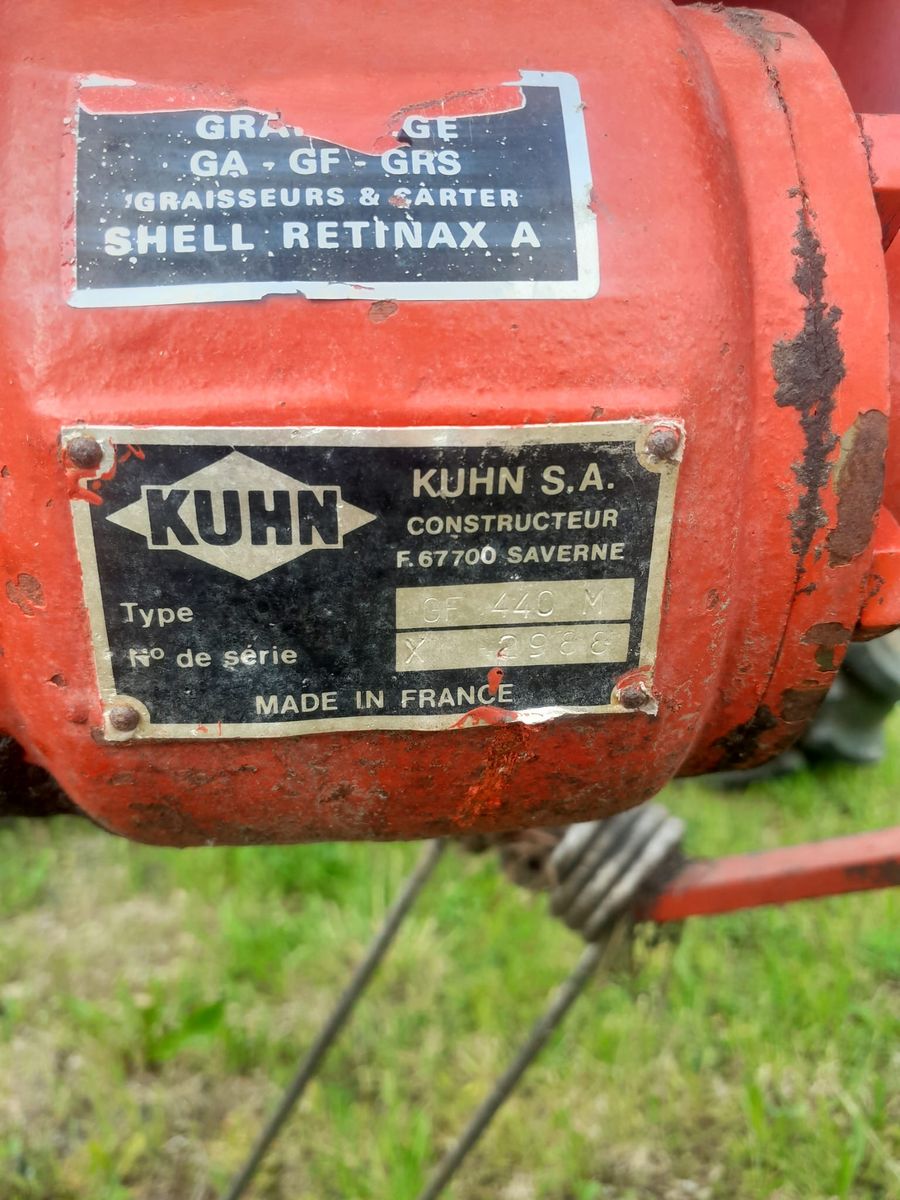 GA - GF - GRS
GRAISSEURS & CARTER
SHELL RETINAX A
KUHN
KUHN S.A.
CONSTRUCTEUR
F. 67700 SAVERNE
Type GF 440 M
Nº de série X 2988
MADE IN FRANCE